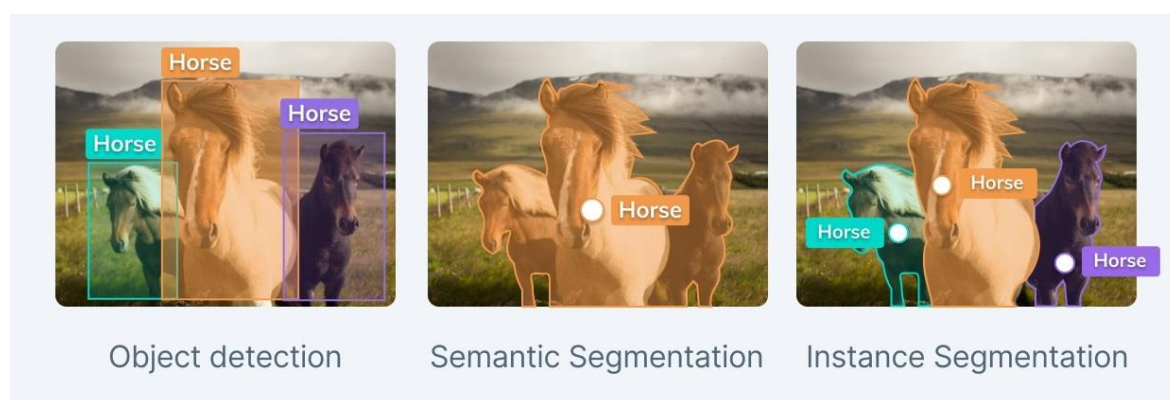 Horse
Horse
Horse
Horse
Horse
Horse
Horse
Object detection
Semantic Segmentation
Instance Segmentation